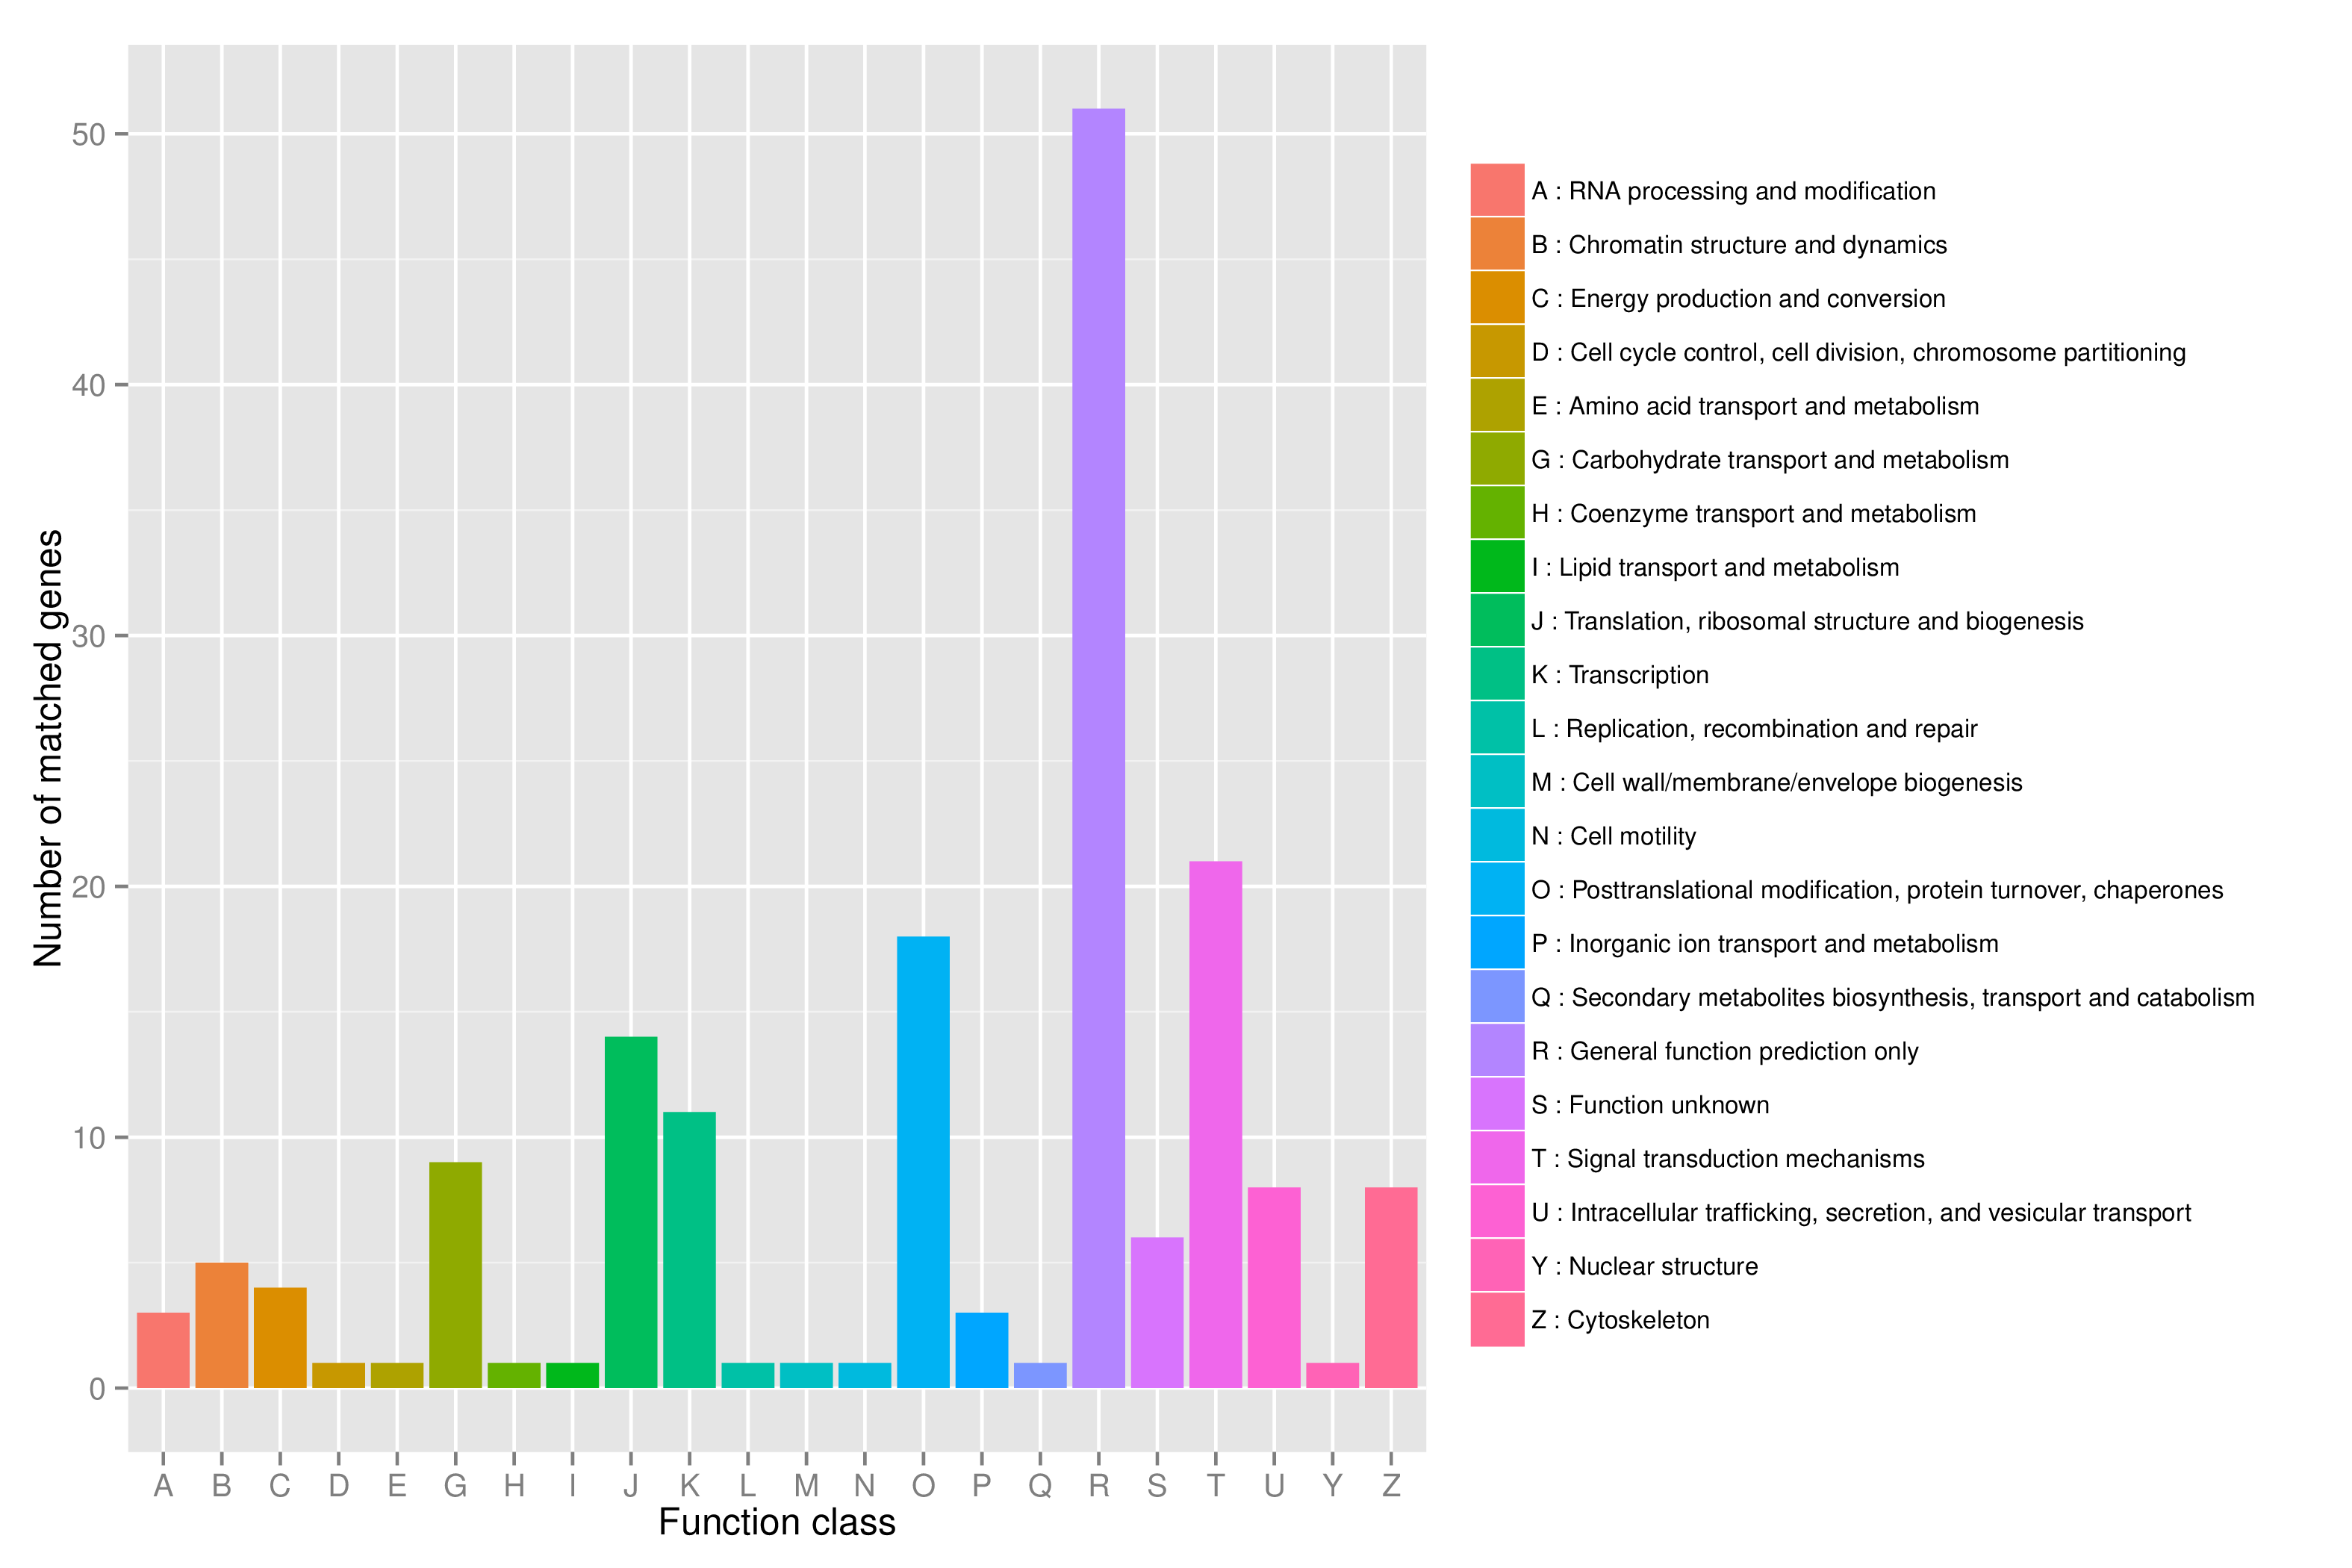 Number of matched genes
50
40
30
20
10
0
A B C D E G H I J K L M N O P Q R S T U Y Z
Function class
A : RNA processing and modification
B : Chromatin structure and dynamics
C : Energy production and conversion
D : Cell cycle control, cell division, chromosome partitioning
E : Amino acid transport and metabolism
G : Carbohydrate transport and metabolism
H : Coenzyme transport and metabolism
I : Lipid transport and metabolism
J : Translation, ribosomal structure and biogenesis
K : Transcription
L : Replication, recombination and repair
M : Cell wall/membrane/envelope biogenesis
N : Cell motility
O : Posttranslational modification, protein turnover, chaperones
P : Inorganic ion transport and metabolism
Q : Secondary metabolites biosynthesis, transport and catabolism
R : General function prediction only
S : Function unknown
T : Signal transduction mechanisms
U : Intracellular trafficking, secretion, and vesicular transport
Y : Nuclear structure
Z : Cytoskeleton